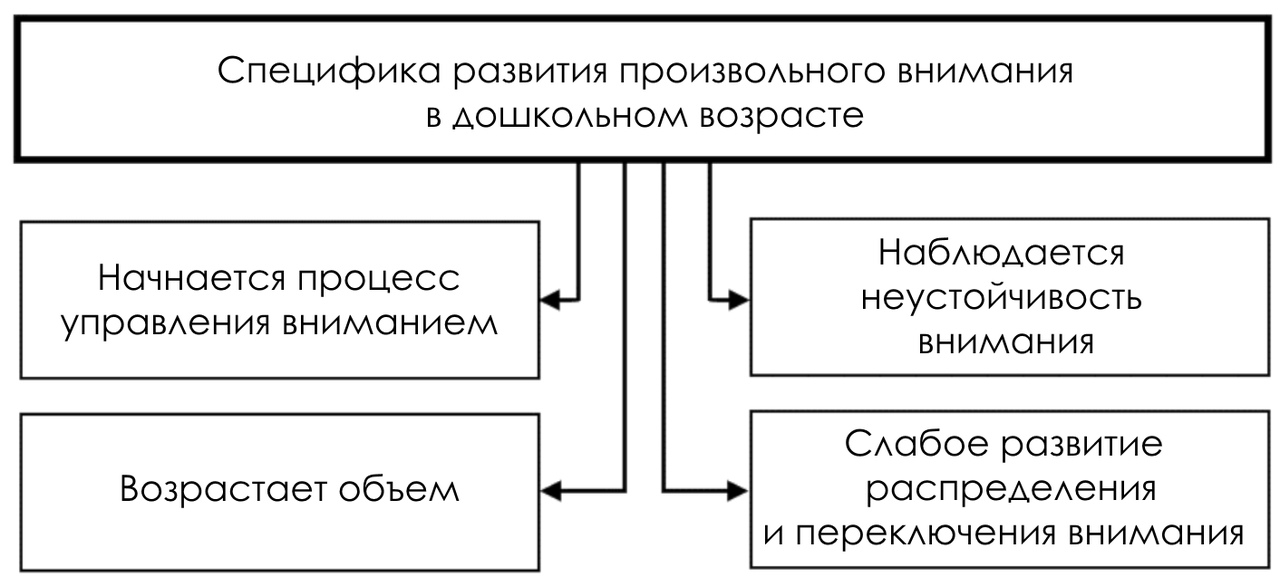 Специфика развития произвольного внимания
в дошкольном возрасте
Начнается процесс
управления вниманием
Наблюдается
неустойчивость
внимания
Возрастает объем
Слабое развитие
распределения
и переключения внимания